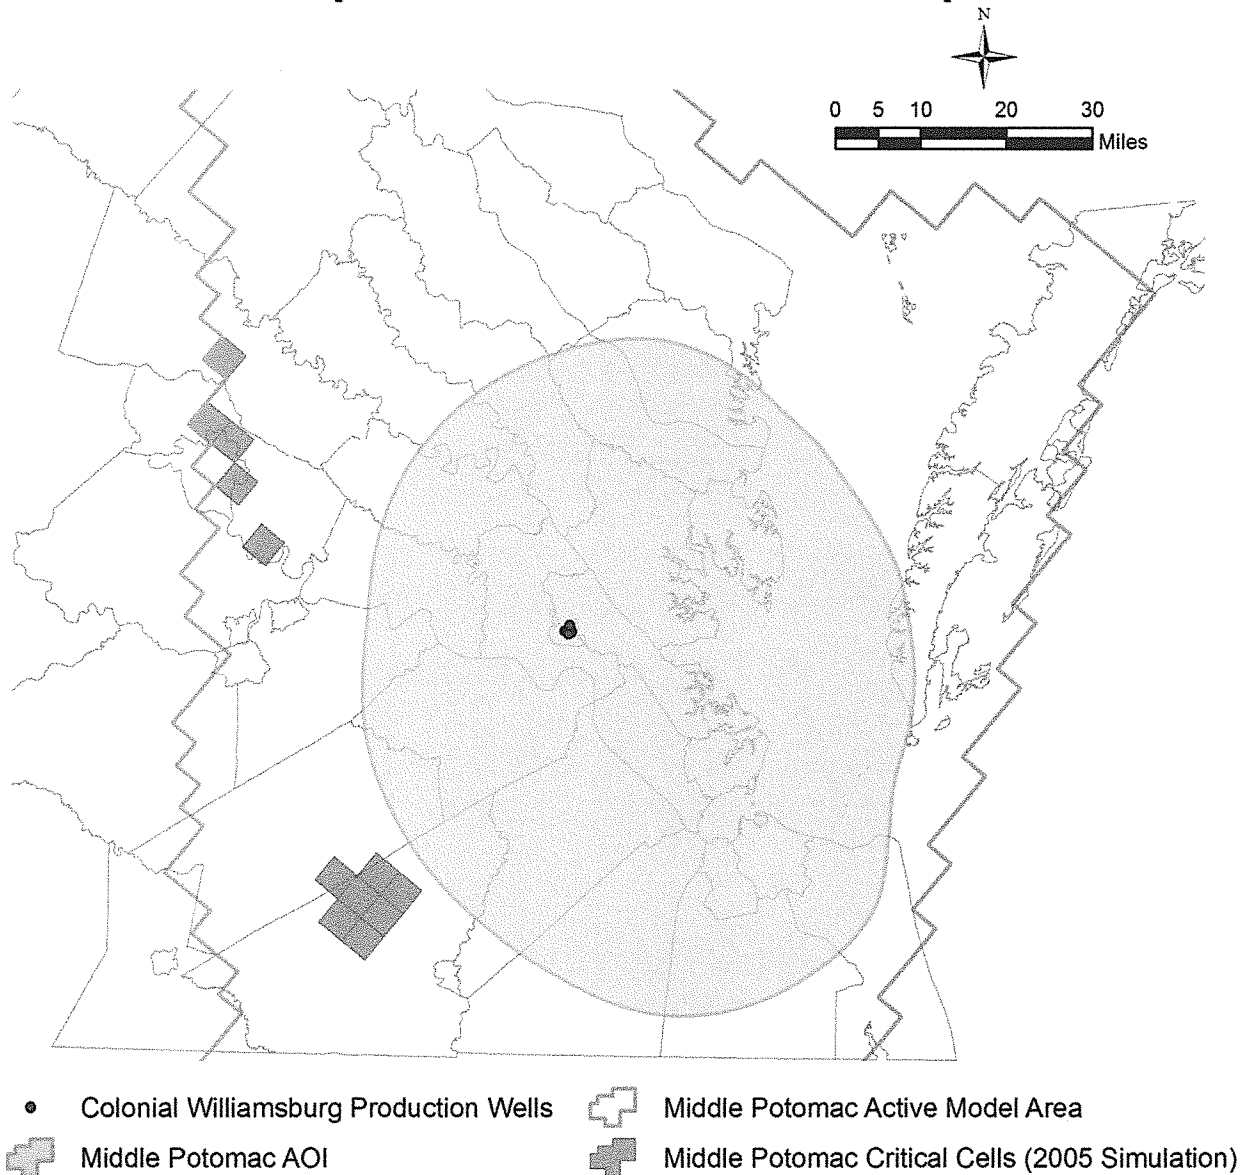 N
0 5 10 20 30
Miles
Colonial Williamsburg Production Wells
Middle Potomac Active Model Area
Middle Potomac AOI
Middle Potomac Critical Cells (2005 Simulation)